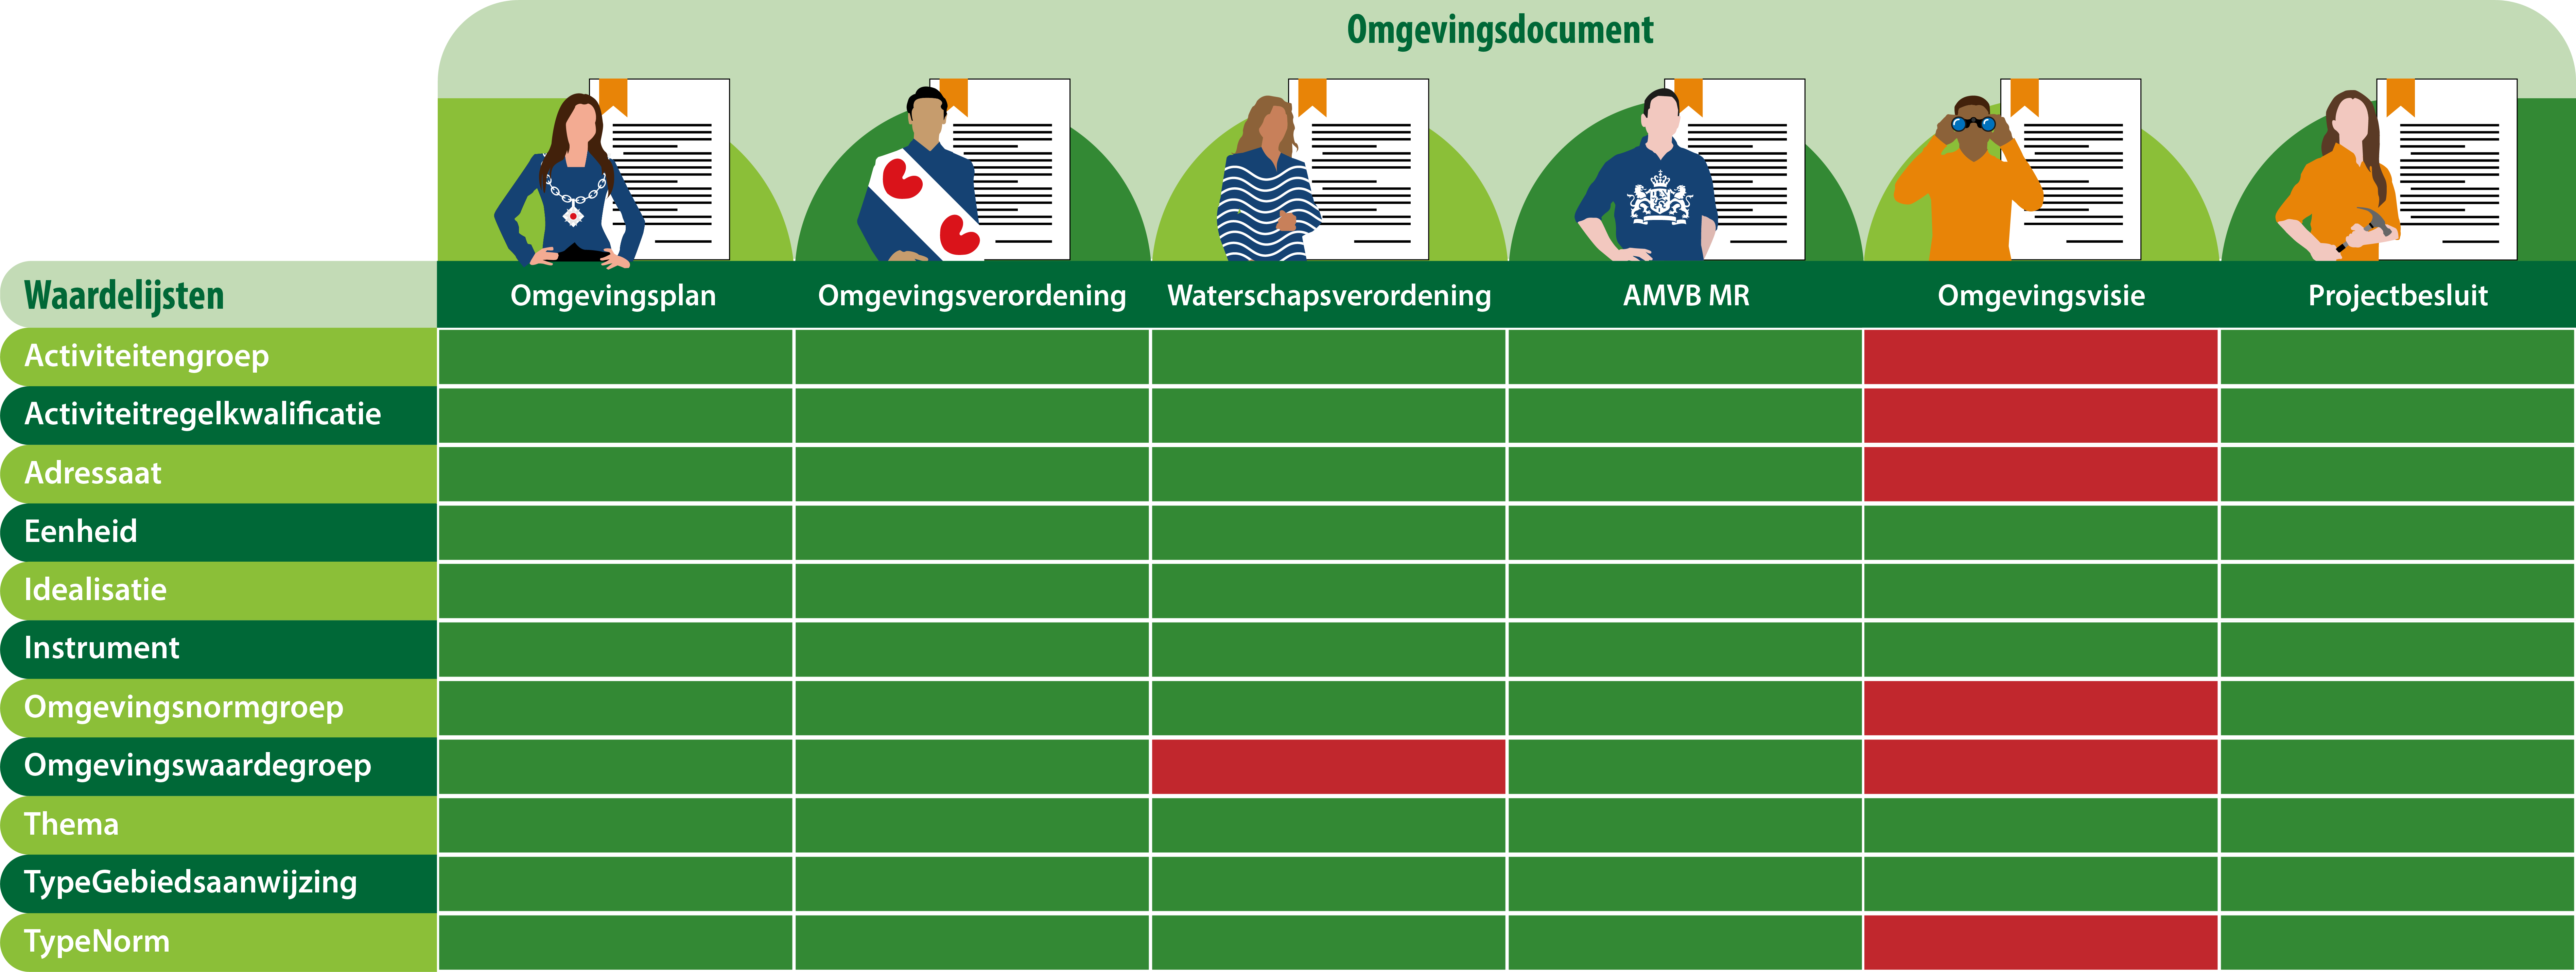 Omgevingsdocument
Waardelijsten
Omgevingsplan
Omgevingsverordening
Waterschapsverordening
AMVB MR
Omgevingsvisie
Projectbesluit
Activiteitengroep
Activiteitregelkwalificatie
Adressaat
Eenheid
Idealisatie
Instrument
Omgevingsnormgroep
Omgevingswaardegroep
Thema
TypeGebiedsaanwijzing
TypeNorm